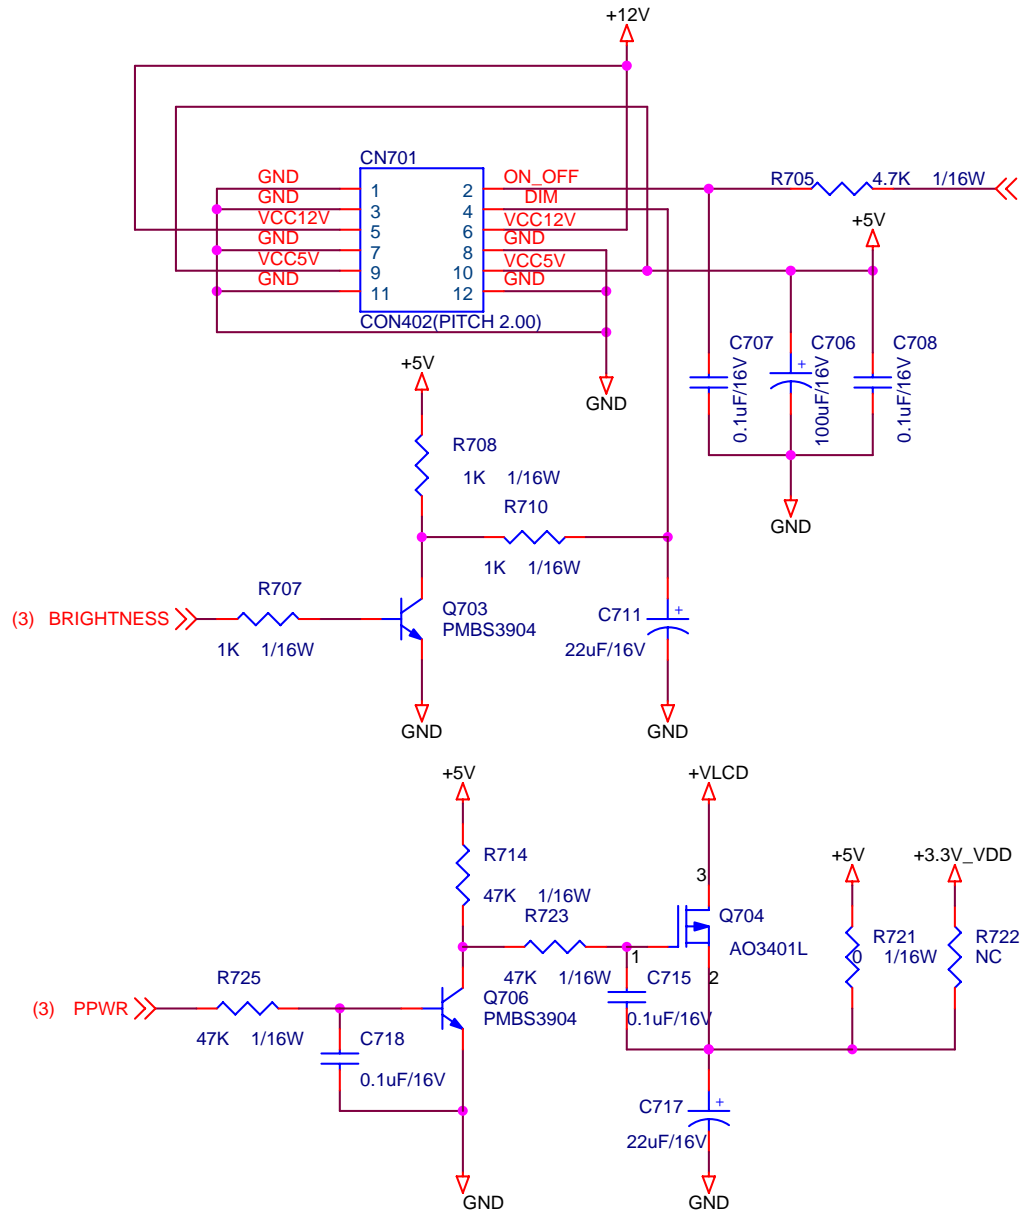 +12V
CN701
GND 1 2 ON_OFF
GND 3 4 DIM
VCC12V 5 6 VCC12V
GND 7 8 GND
VCC5V 9 10 VCC5V
GND 11 12 GND
CON402(PITCH 2.00)
R705 4.7K 1/16W
+5V
GND
C707
0.1uF/16V
C706
+
100uF/16V
C708
0.1uF/16V
GND
+5V
R708
1K 1/16W
R710
1K 1/16W
(3) BRIGHTNESS
R707
1K 1/16W
Q703
PMBS3904
C711
+
22uF/16V
GND
GND
+5V
+VLCD
R714
47K 1/16W
R723
47K 1/16W
3
Q704
AO3401L
1
2
+5V
+3.3V_VDD
R721
0 1/16W
R722
NC
(3) PPWR
R725
47K 1/16W
C718
0.1uF/16V
Q706
PMBS3904
C715
0.1uF/16V
C717
+
22uF/16V
GND
GND